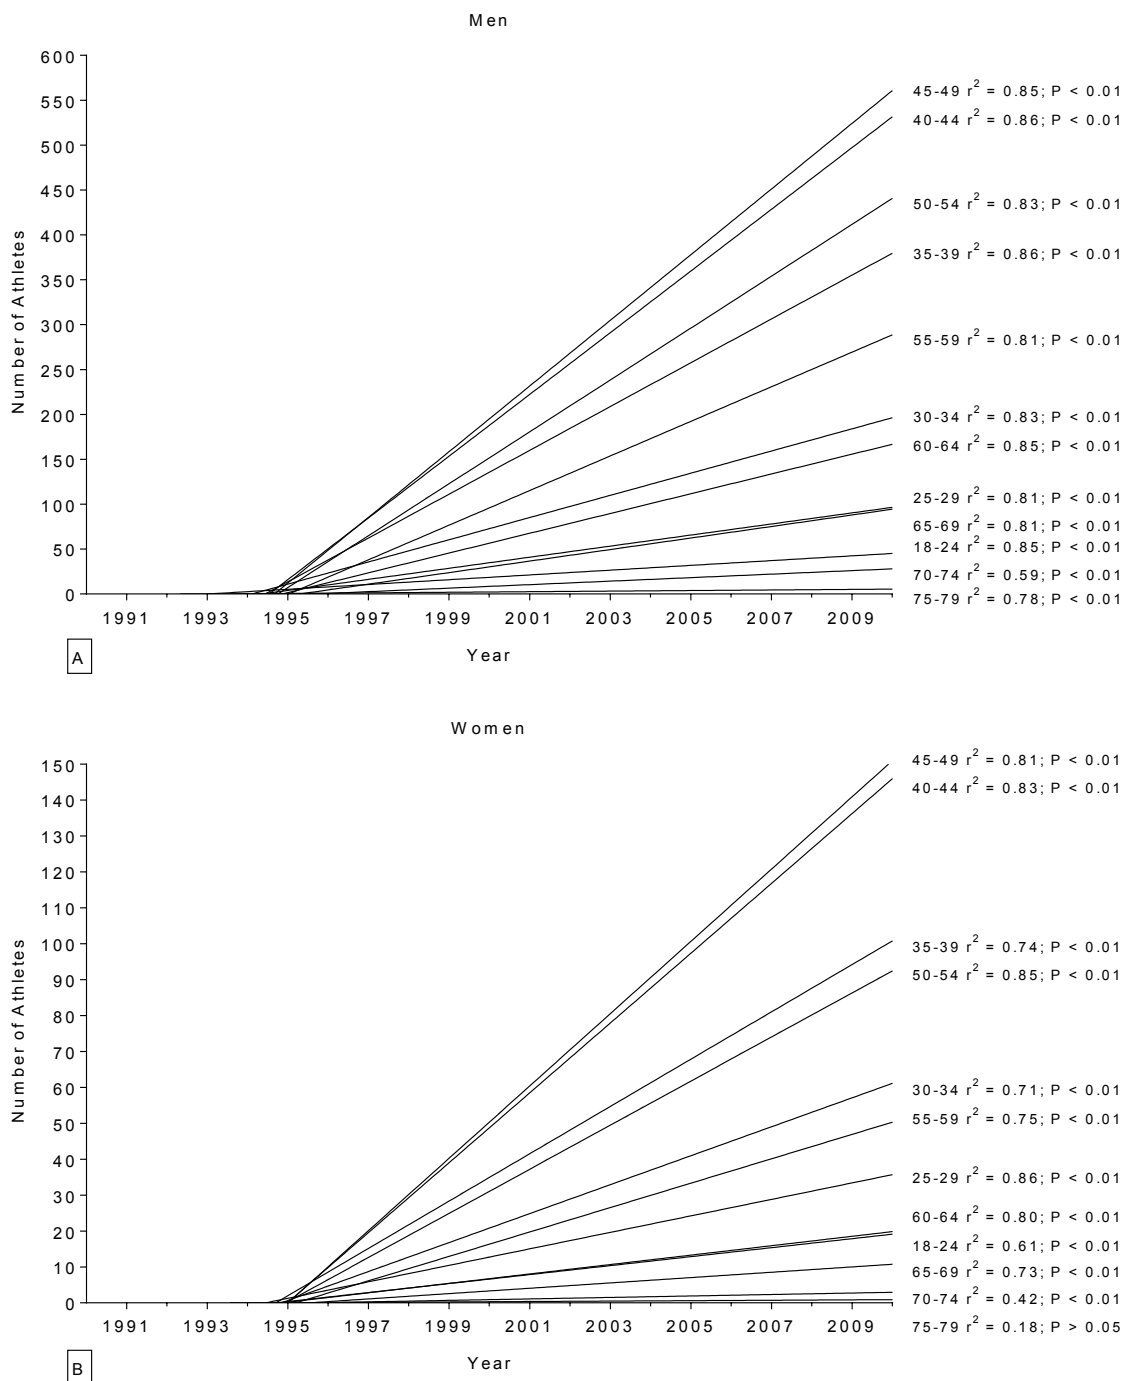 Men
600
550
500
450
400
350
300
250
200
150
100
50
0
Number of Athletes
45-49 r² = 0.85; P < 0.01
40-44 r² = 0.86; P < 0.01
50-54 r² = 0.83; P < 0.01
35-39 r² = 0.86; P < 0.01
55-59 r² = 0.81; P < 0.01
30-34 r² = 0.83; P < 0.01
60-64 r² = 0.85; P < 0.01
25-29 r² = 0.81; P < 0.01
65-69 r² = 0.81; P < 0.01
18-24 r² = 0.85; P < 0.01
70-74 r² = 0.59; P < 0.01
75-79 r² = 0.78; P < 0.01
1991 1993 1995 1997 1999 2001 2003 2005 2007 2009
Year
A
Women
150
140
130
120
110
100
90
80
70
60
50
40
30
20
10
0
Number of Athletes
45-49 r² = 0.81; P < 0.01
40-44 r² = 0.83; P < 0.01
35-39 r² = 0.74; P < 0.01
50-54 r² = 0.85; P < 0.01
30-34 r² = 0.71; P < 0.01
55-59 r² = 0.75; P < 0.01
25-29 r² = 0.86; P < 0.01
60-64 r² = 0.80; P < 0.01
18-24 r² = 0.61; P < 0.01
65-69 r² = 0.73; P < 0.01
70-74 r² = 0.42; P < 0.01
75-79 r² = 0.18; P > 0.05
1991 1993 1995 1997 1999 2001 2003 2005 2007 2009
Year
B